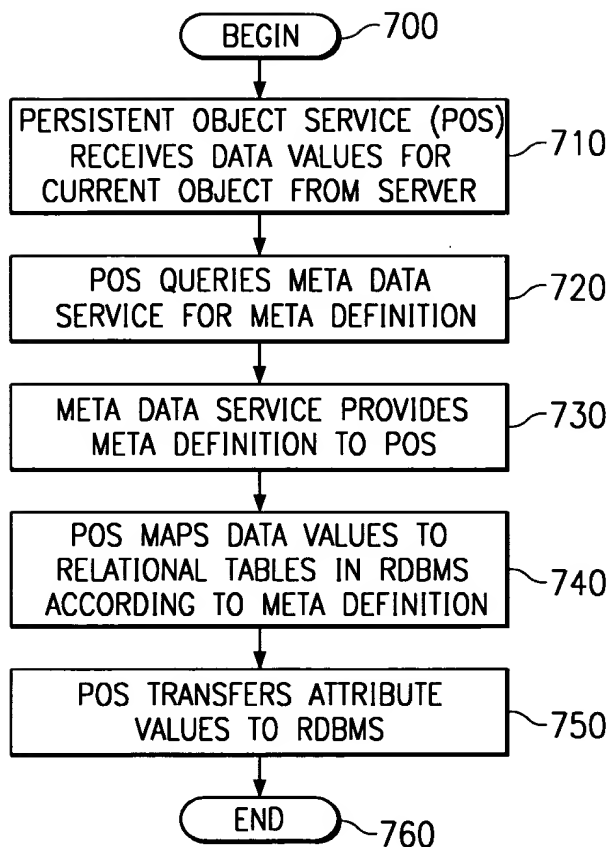 BEGIN
700
PERSISTENT OBJECT SERVICE (POS)
RECEIVES DATA VALUES FOR
CURRENT OBJECT FROM SERVER
710
POS QUERIES META DATA
SERVICE FOR META DEFINITION
720
META DATA SERVICE PROVIDES
META DEFINITION TO POS
730
POS MAPS DATA VALUES TO
RELATIONAL TABLES IN RDBMS
ACCORDING TO META DEFINITION
740
POS TRANSFERS ATTRIBUTE
VALUES TO RDBMS
750
END
760